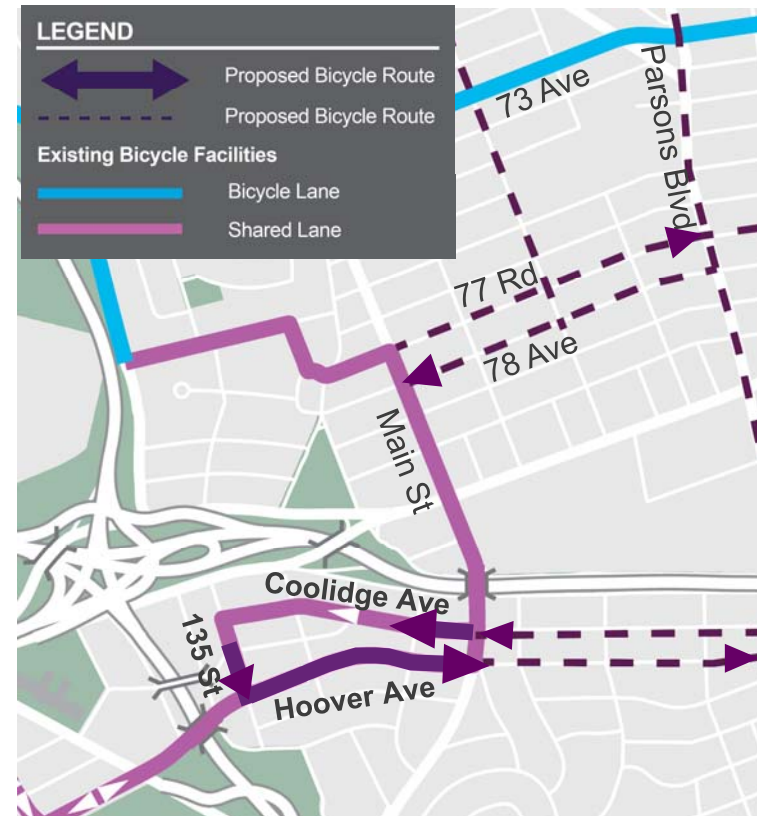 LEGEND
Proposed Bicycle Route
Proposed Bicycle Route
Existing Bicycle Facilities
Bicycle Lane
Shared Lane
73 Ave
Parsons Blvd
77 Rd
78 Ave
Main St
Coolidge Ave
135 St
Hoover Ave